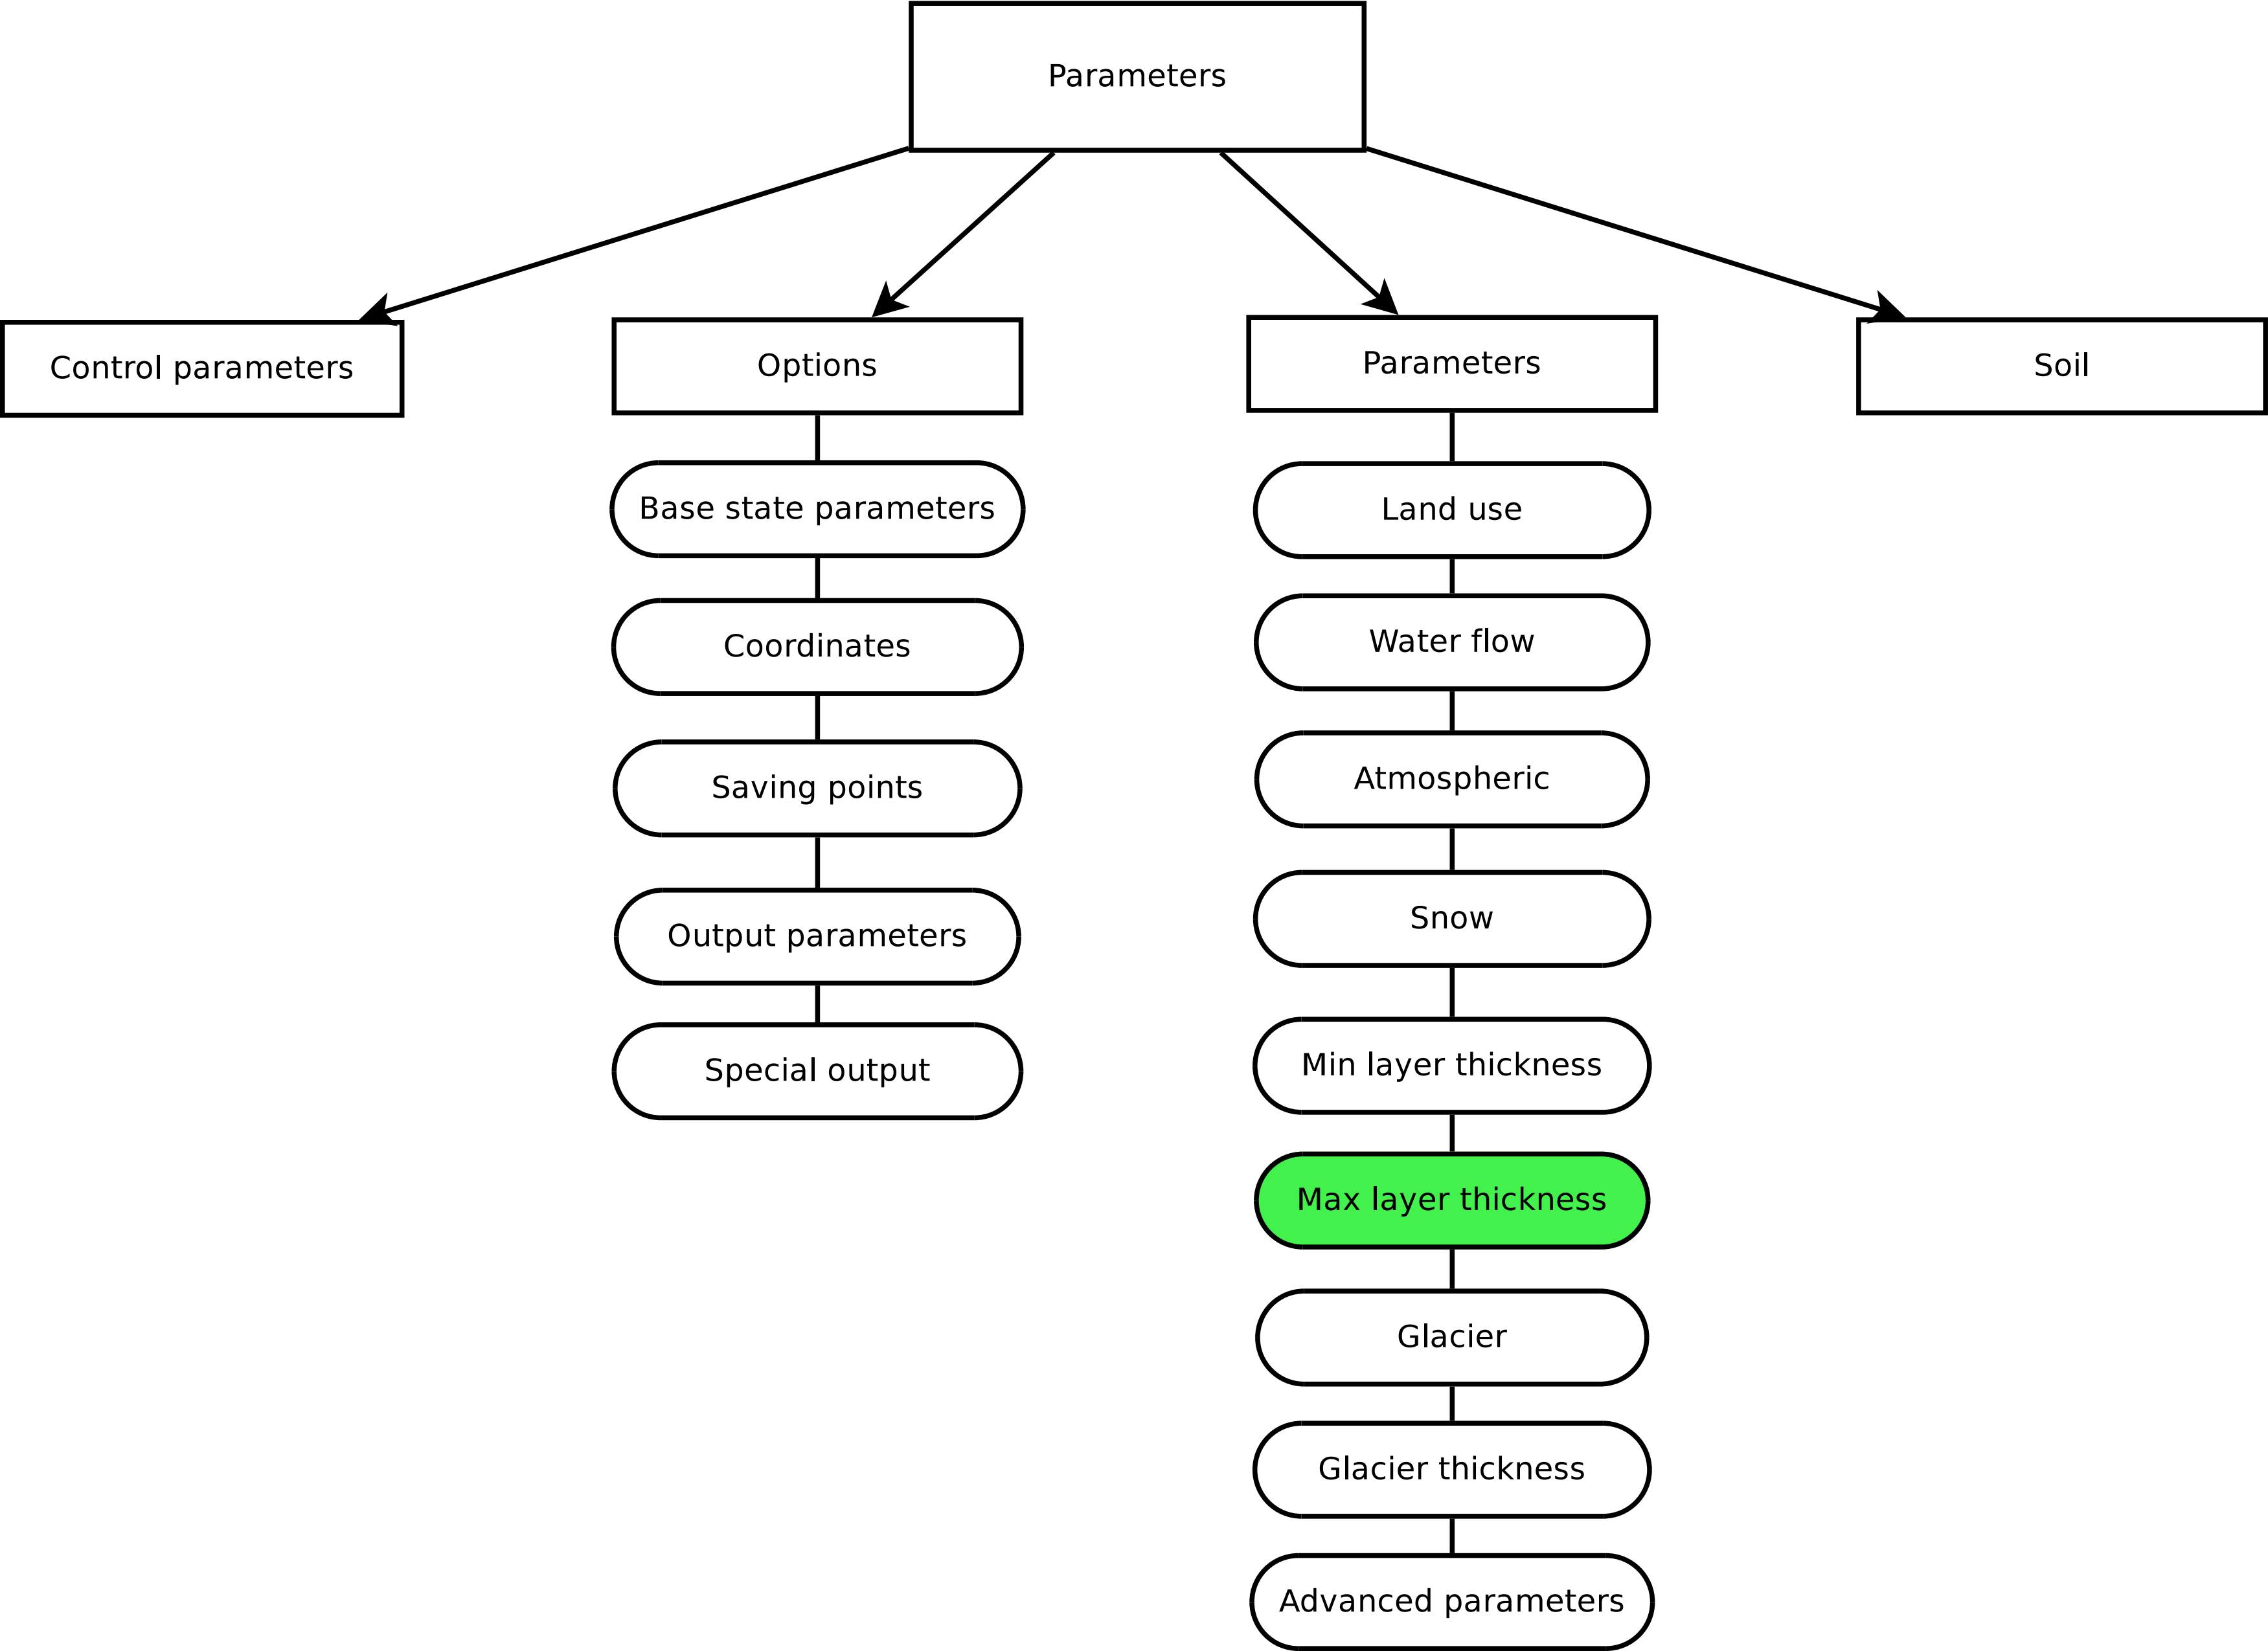 Parameters
Control parameters
Options
Parameters
Soil
Base state parameters
Coordinates
Saving points
Output parameters
Special output
Land use
Water flow
Atmospheric
Snow
Min layer thickness
Max layer thickness
Glacier
Glacier thickness
Advanced parameters